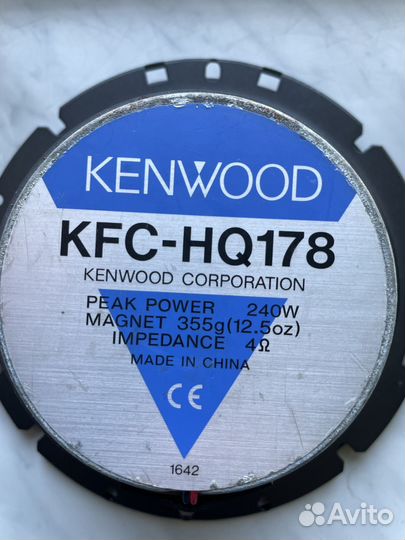 KENWOOD
KFC-HQ178
KENWOOD CORPORATION
PEAK POWER 240W
MAGNET 355g(12.5oz)
IMPEDANCE 4Ω
MADE IN CHINA
CE
1642
Avito